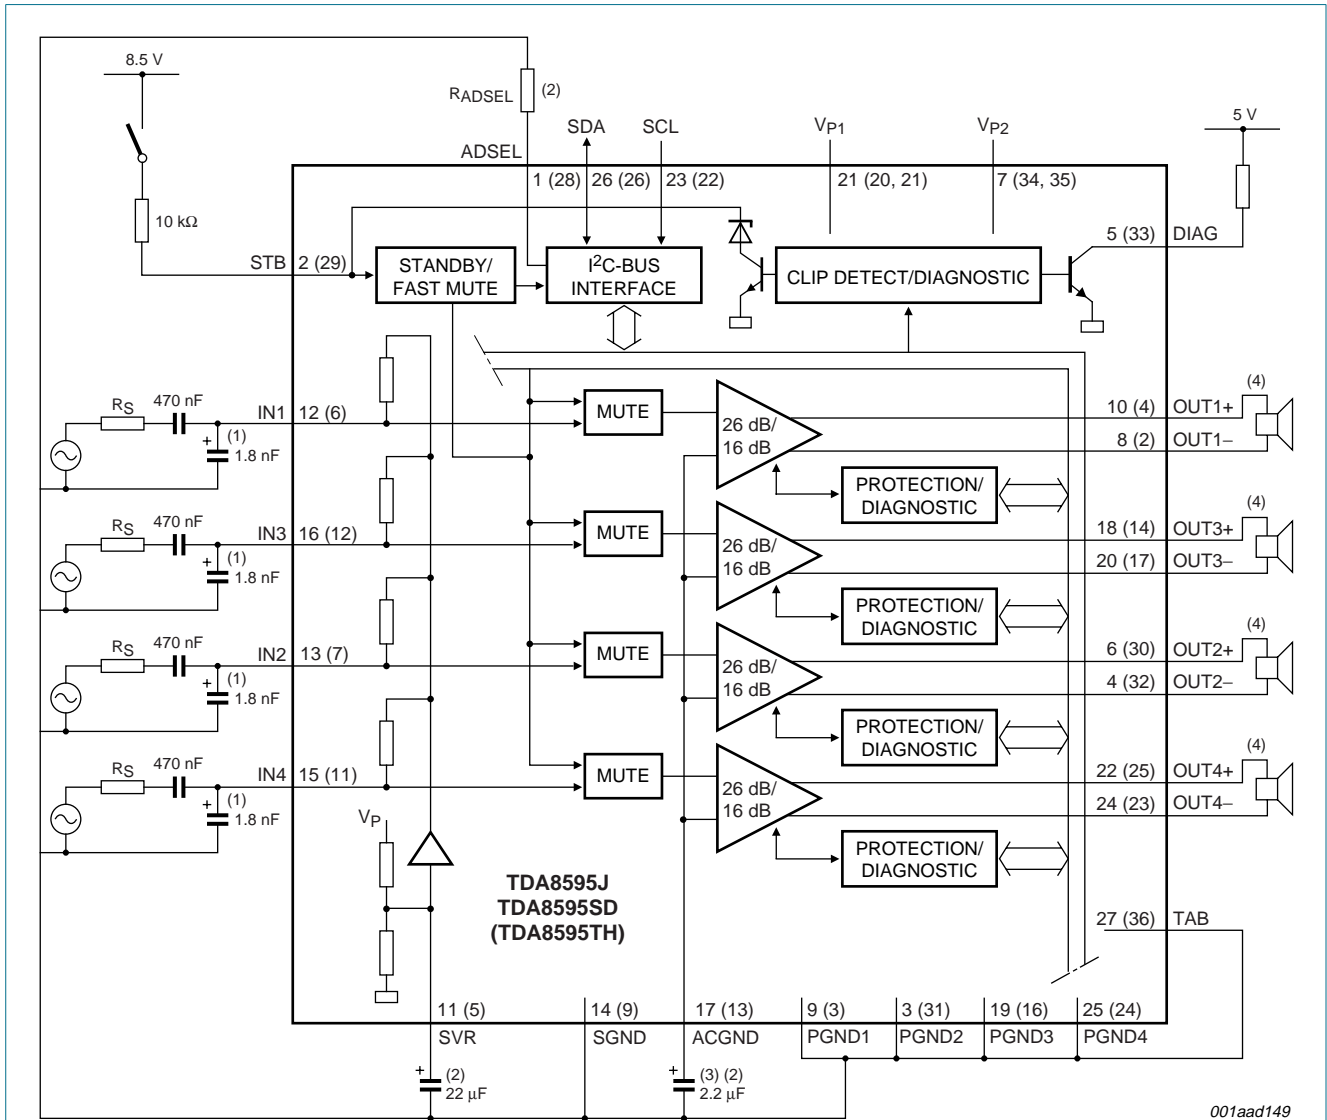 8.5 V
RADSEL
(2)
SDA
SCL
VP1
VP2
5 V
ADSEL
1 (28)
26 (26)
23 (22)
21 (20, 21)
7 (34, 35)
10 kΩ
5 (33)
DIAG
STB
2 (29)
STANDBY/
FAST MUTE
I2C-BUS
INTERFACE
CLIP DETECT/DIAGNOSTIC
RS
470 nF
IN1
12 (6)
+
(1)
1.8 nF
MUTE
26 dB/
16 dB
10 (4)
OUT1+
(4)
8 (2)
OUT1−
PROTECTION/
DIAGNOSTIC
RS
470 nF
IN3
16 (12)
+
(1)
1.8 nF
MUTE
26 dB/
16 dB
18 (14)
OUT3+
(4)
20 (17)
OUT3−
PROTECTION/
DIAGNOSTIC
RS
470 nF
IN2
13 (7)
+
(1)
1.8 nF
MUTE
26 dB/
16 dB
6 (30)
OUT2+
(4)
4 (32)
OUT2−
PROTECTION/
DIAGNOSTIC
RS
470 nF
IN4
15 (11)
+
(1)
1.8 nF
MUTE
26 dB/
16 dB
22 (25)
OUT4+
(4)
24 (23)
OUT4−
PROTECTION/
DIAGNOSTIC
VP
TDA8595J
TDA8595SD
(TDA8595TH)
27 (36)
TAB
11 (5)
SVR
14 (9)
SGND
17 (13)
ACGND
9 (3)
PGND1
3 (31)
PGND2
19 (16)
PGND3
25 (24)
PGND4
+
(2)
22 μF
+
(3) (2)
2.2 μF
001aad149